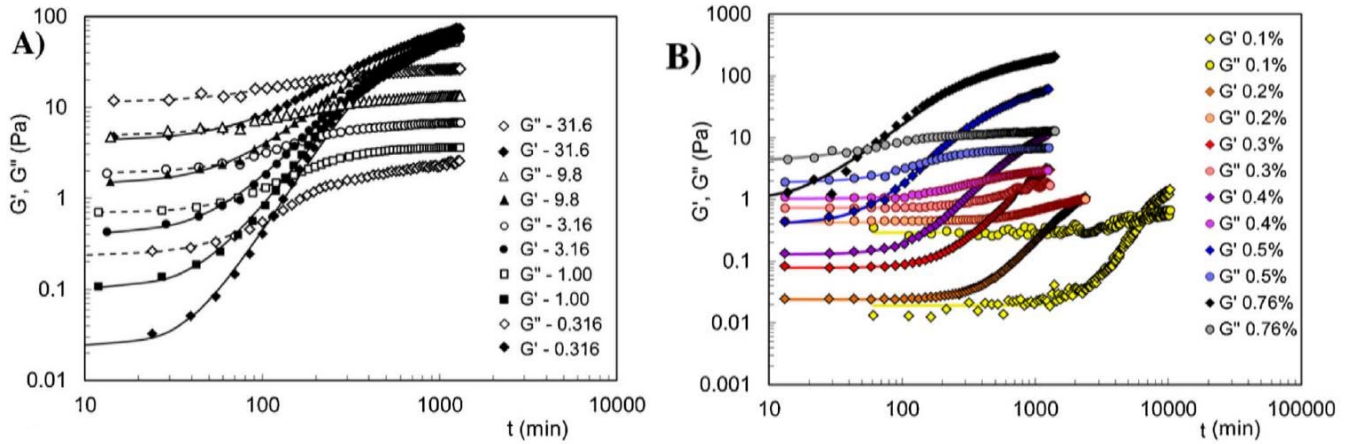 A)
G', G" (Pa)
100
10
1
0.1
0.01
10
100
1000
10000
t (min)
G" - 31.6
G' - 31.6
G" - 9.8
G' - 9.8
G" - 3.16
G' - 3.16
G" - 1.00
G' - 1.00
G" - 0.316
G' - 0.316
B)
G', G" (Pa)
1000
100
10
1
0.1
0.01
0.001
10
100
1000
10000
100000
t (min)
G' 0.1%
G" 0.1%
G' 0.2%
G" 0.2%
G' 0.3%
G" 0.3%
G' 0.4%
G" 0.4%
G' 0.5%
G" 0.5%
G' 0.76%
G" 0.76%